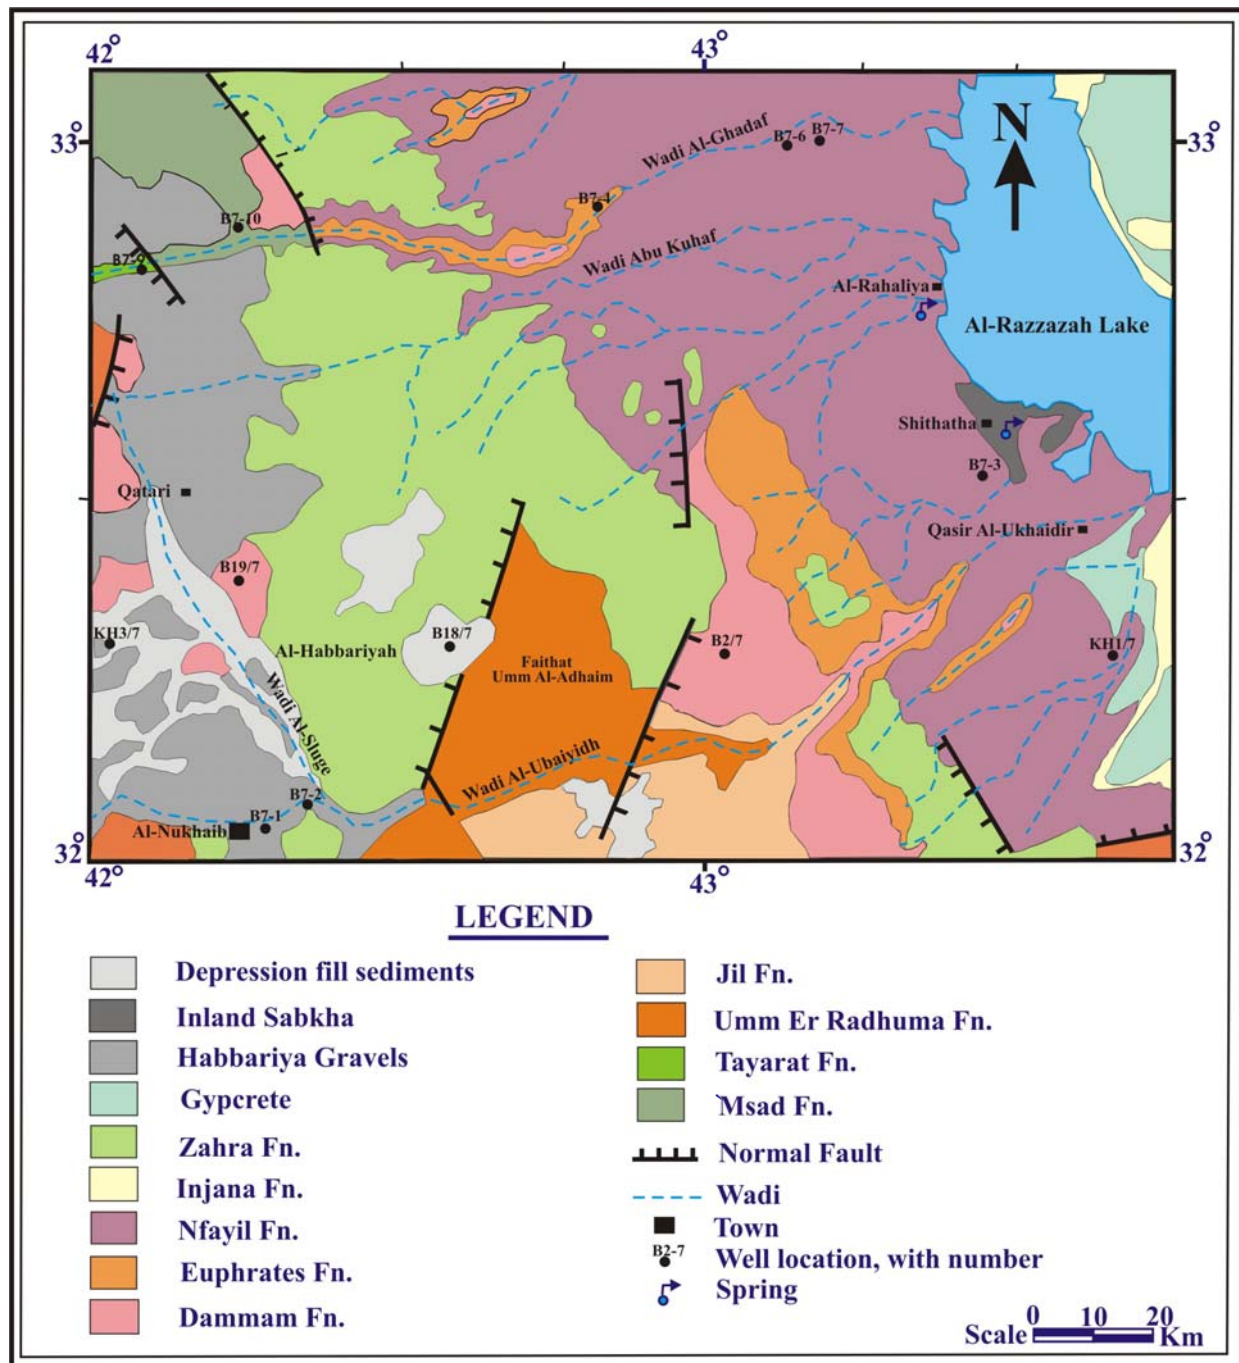 42°
43°
33°
33°
N
Wadi Al-Ghadaf
B7-6
B7-7
B7-4
B7-10
B7-9
Wadi Abu Kuhaf
Al-Rahaliya
Al-Razzazah Lake
Shithatha
B7-3
Qatari
Qasir Al-Ukhaidir
B19/7
KH3/7
Al-Habbariyah
B18/7
Faithat
Umm Al-Adhaim
B2/7
KH1/7
Wadi Al-Sluge
Wadi Al-Ubaiyidh
B7-2
B7-1
Al-Nukhaib
32°
32°
42°
43°
LEGEND
Depression fill sediments
Inland Sabkha
Habbariya Gravels
Gypcrete
Zahra Fn.
Injana Fn.
Nfayil Fn.
Euphrates Fn.
Dammam Fn.
Jil Fn.
Umm Er Radhuma Fn.
Tayarat Fn.
Msad Fn.
Normal Fault
Wadi
Town
B2-7
Well location, with number
Spring
0 10 20
Scale Km